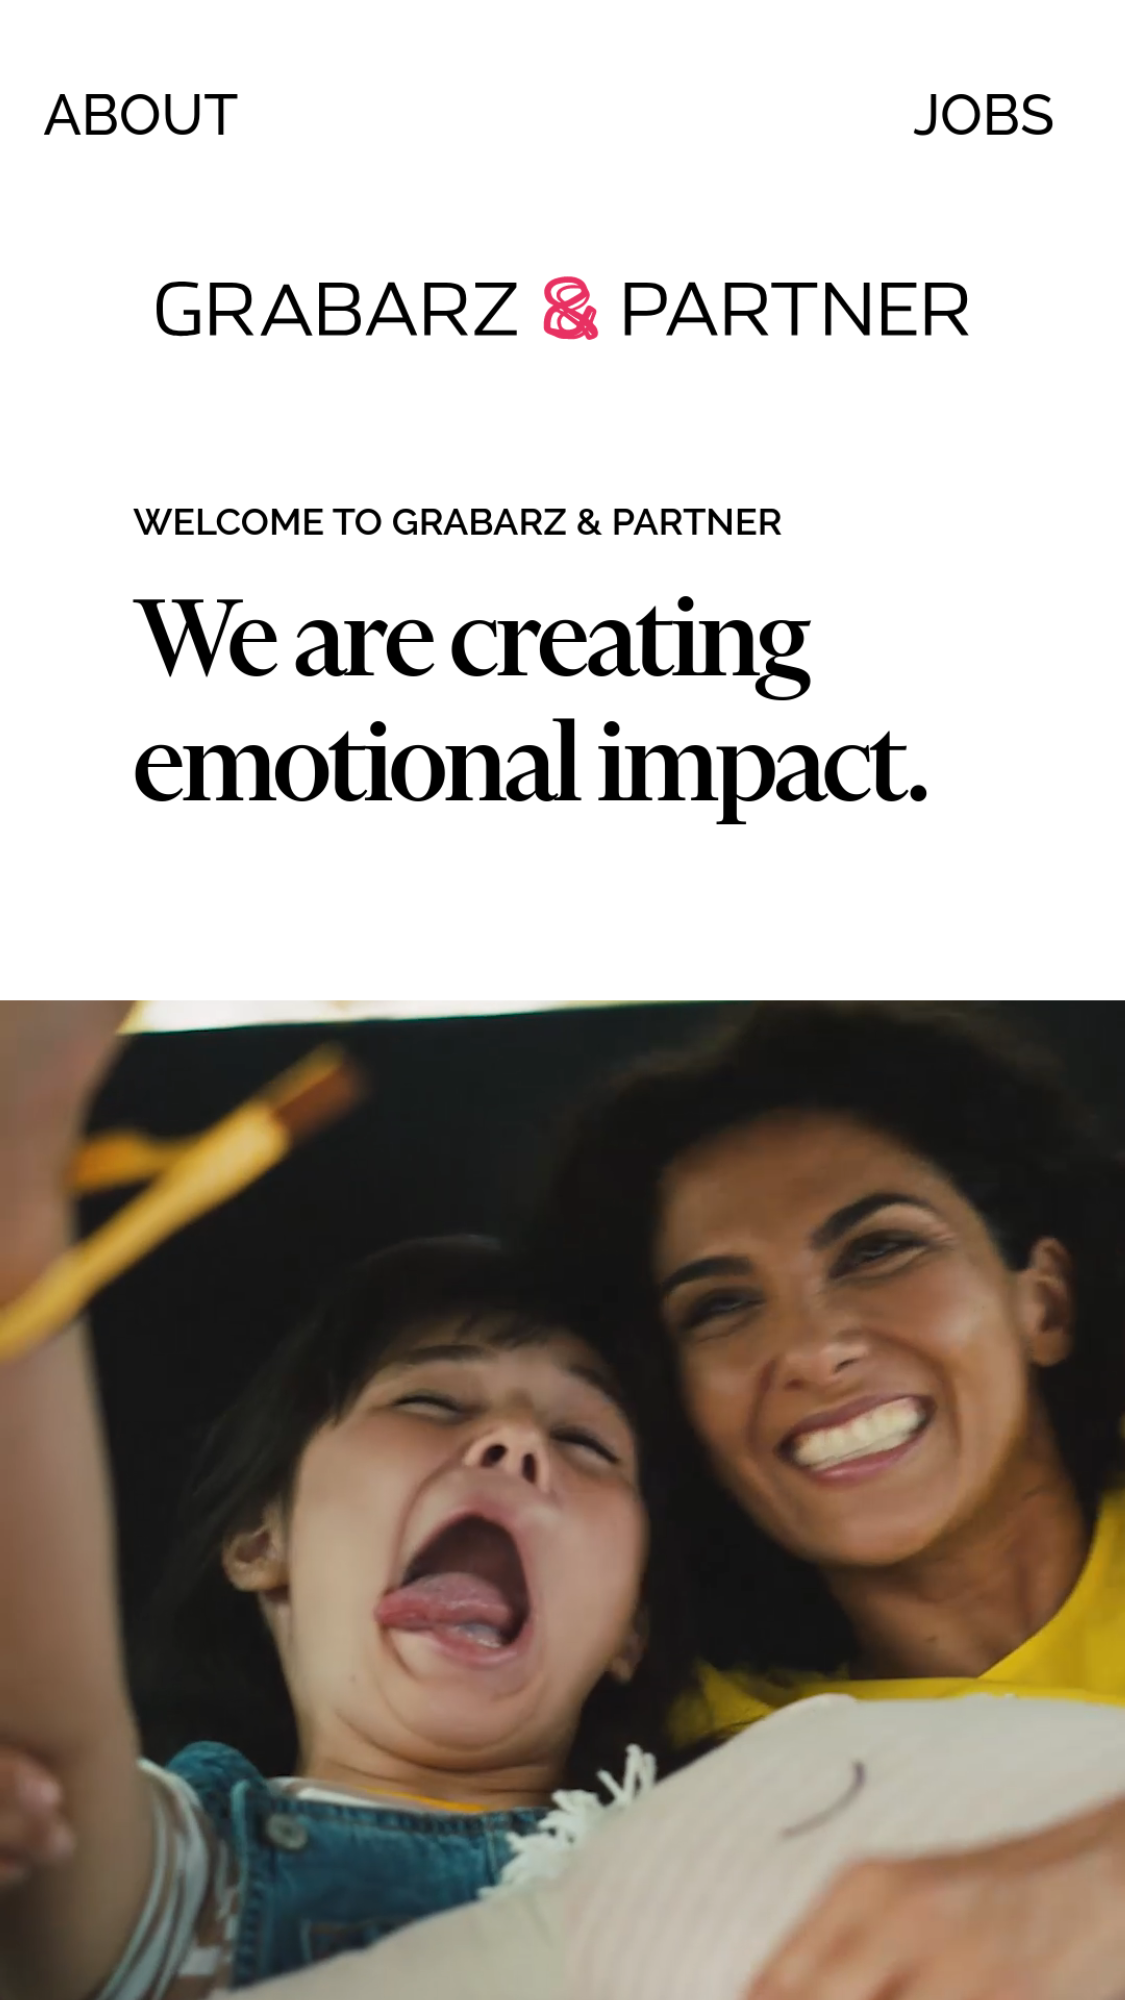 ABOUT
JOBS
GRABARZ & PARTNER
WELCOME TO GRABARZ & PARTNER
We are creating
emotional impact.